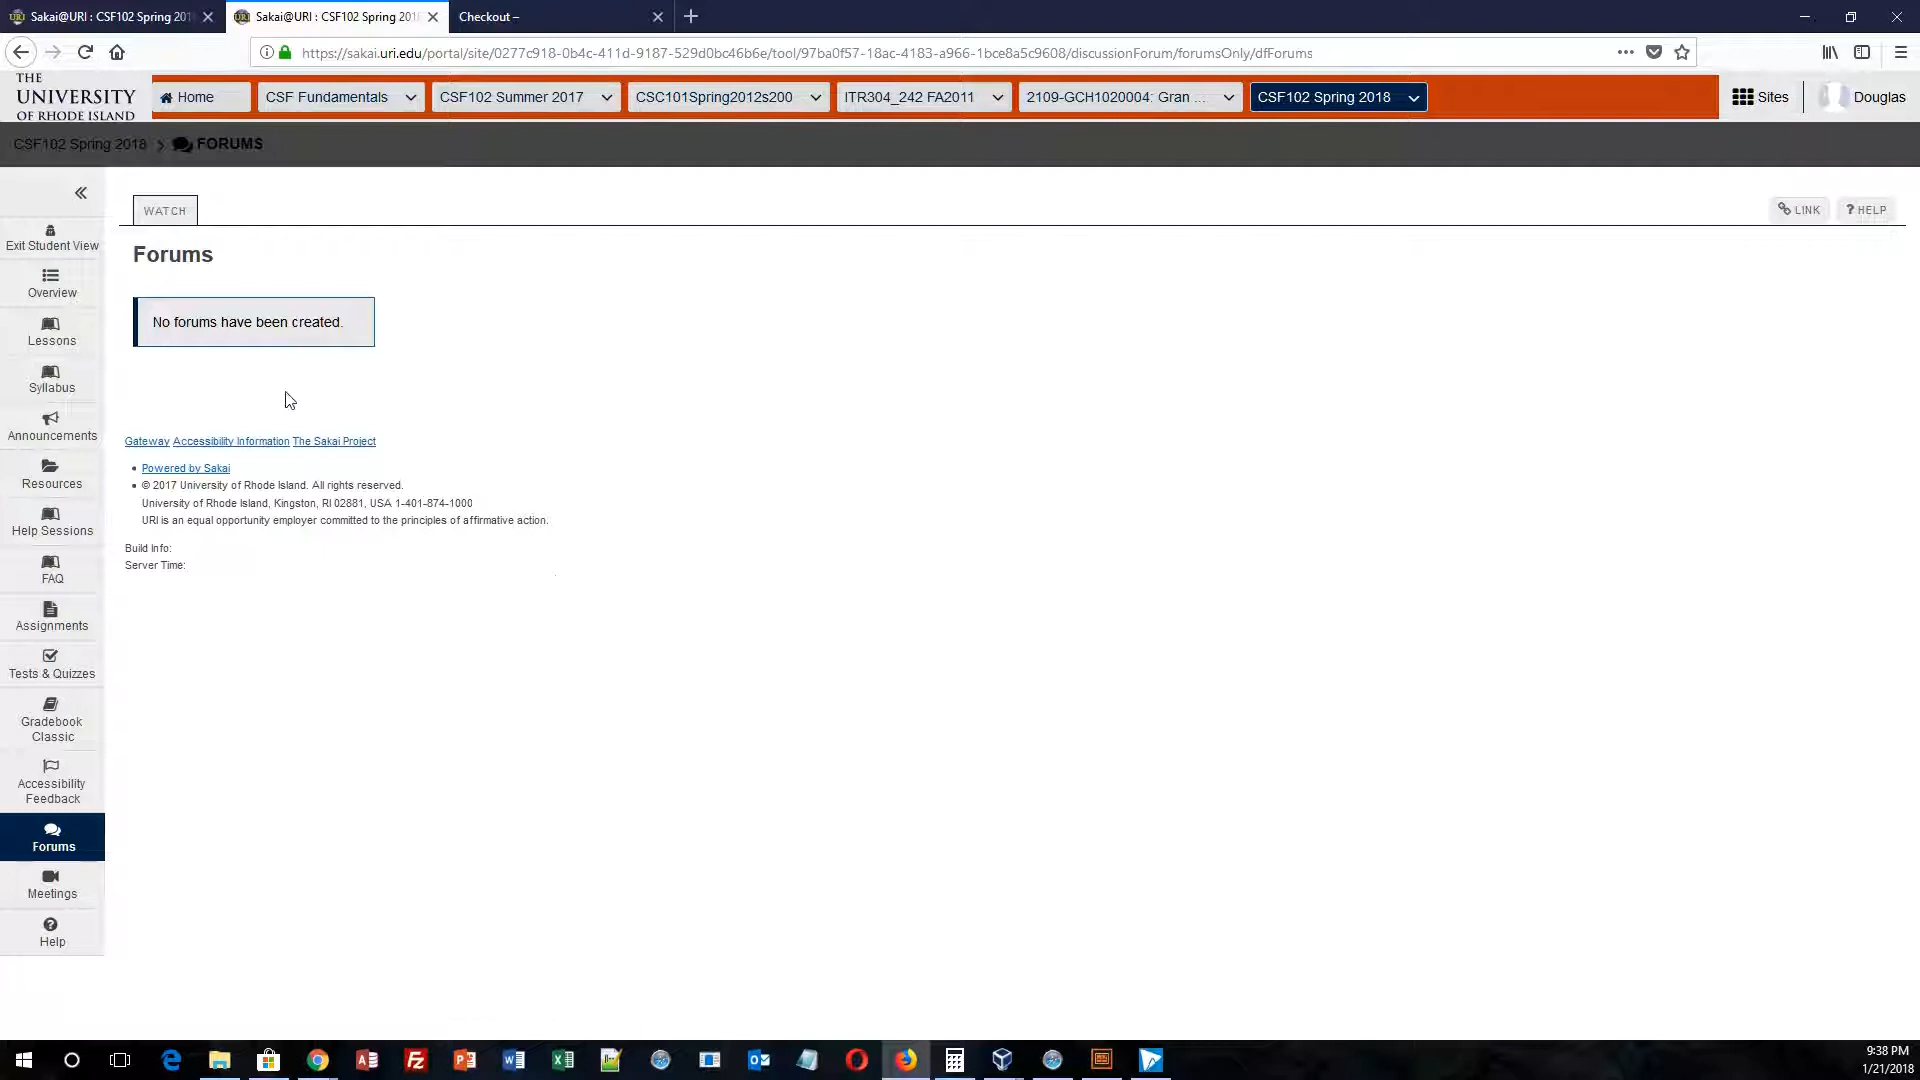 Sakai@URI : CSF102 Spring 201
Sakai@URI : CSF102 Spring 201
Checkout –
https://sakai.uri.edu/portal/site/0277c918-0b4c-411d-9187-529d0bc46b6e/tool/97ba0f57-18ac-4183-a966-1bce8a5c9608/discussionForum/forumsOnly/dfForums
THE
UNIVERSITY
OF RHODE ISLAND
Home
CSF Fundamentals
CSF102 Summer 2017
CSC101Spring2012s200
ITR304_242 FA2011
2109-GCH1020004: Gran ...
CSF102 Spring 2018
Sites
Douglas
CSF102 Spring 2018 > FORUMS
WATCH
LINK
? HELP
Exit Student View
Overview
Lessons
Syllabus
Announcements
Resources
Help Sessions
FAQ
Assignments
Tests & Quizzes
Gradebook
Classic
Accessibility
Feedback
Forums
Meetings
Help
Forums
No forums have been created.
Gateway Accessibility Information The Sakai Project
• Powered by Sakai
• © 2017 University of Rhode Island. All rights reserved.
University of Rhode Island, Kingston, RI 02881, USA 1-401-874-1000
URI is an equal opportunity employer committed to the principles of affirmative action.
Build Info:
Server Time:
9:38 PM
1/21/2018